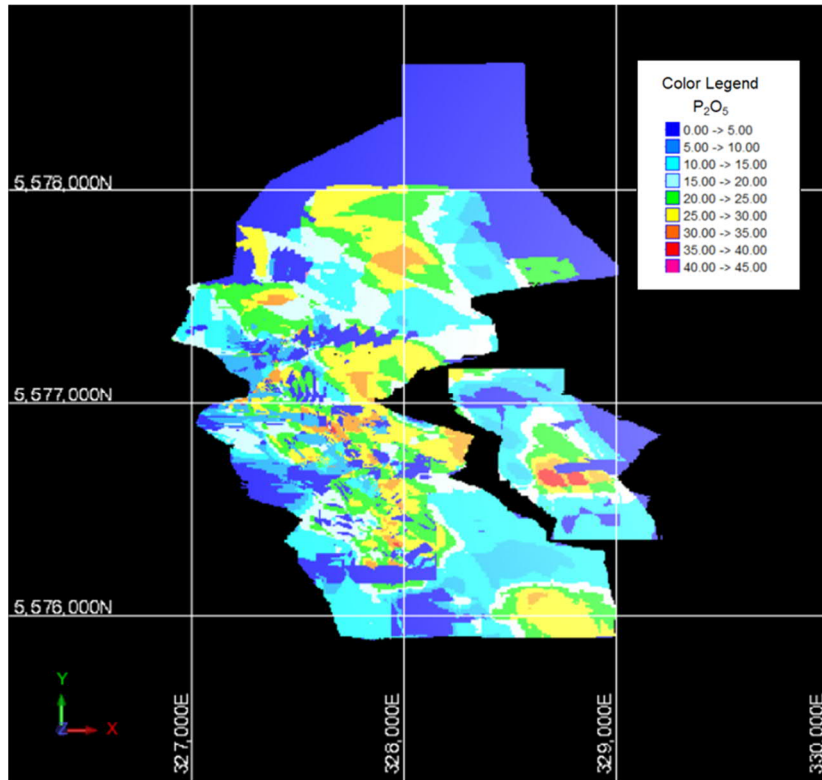 Color Legend
P₂O₅
0.00 -> 5.00
5.00 -> 10.00
10.00 -> 15.00
15.00 -> 20.00
20.00 -> 25.00
25.00 -> 30.00
30.00 -> 35.00
35.00 -> 40.00
40.00 -> 45.00
5,578,000N
5,577,000N
5,576,000N
Y
Z
X
327,000E
328,000E
329,000E
330,000E